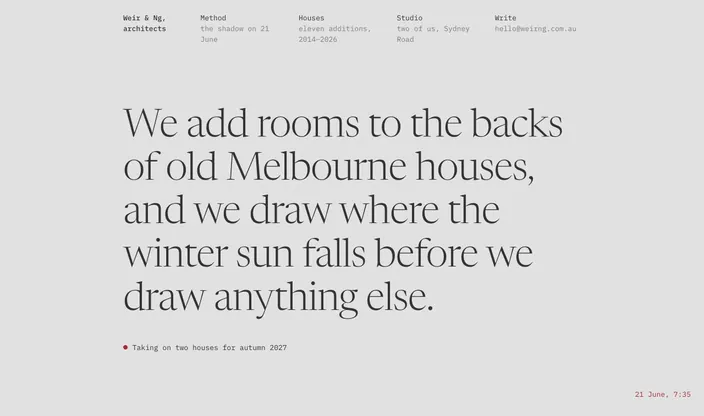 Weir & Ng,
architects
Method
the shadow on 21
June
Houses
eleven additions,
2014–2026
Studio
two of us, Sydney
Road
Write
hello@weirng.com.au
We add rooms to the backs
of old Melbourne houses,
and we draw where the
winter sun falls before we
draw anything else.
Taking on two houses for autumn 2027
21 June, 7:35